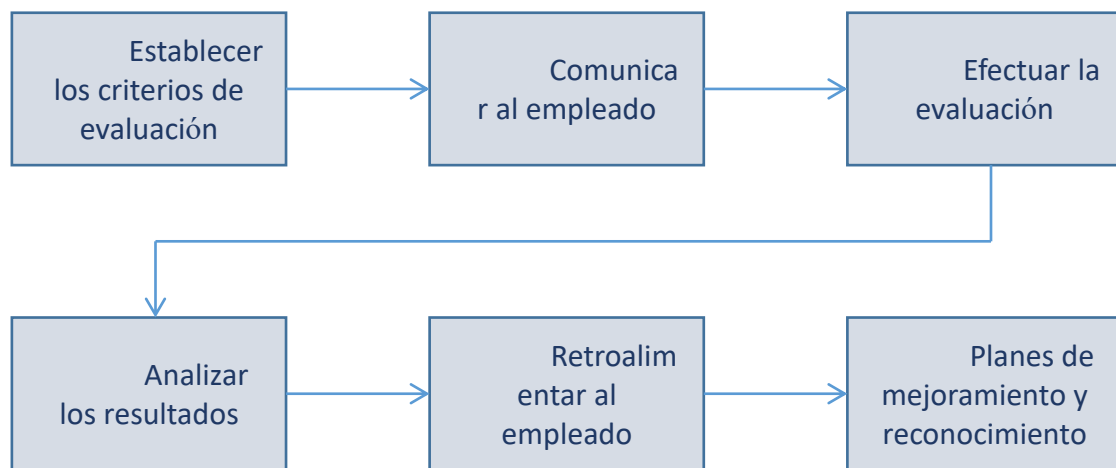 Establecer
los criterios de
evaluación
Comunica
r al empleado
Efectuar la
evaluación
Analizar
los resultados
Retroalim
entar al
empleado
Planes de
mejoramiento y
reconocimiento